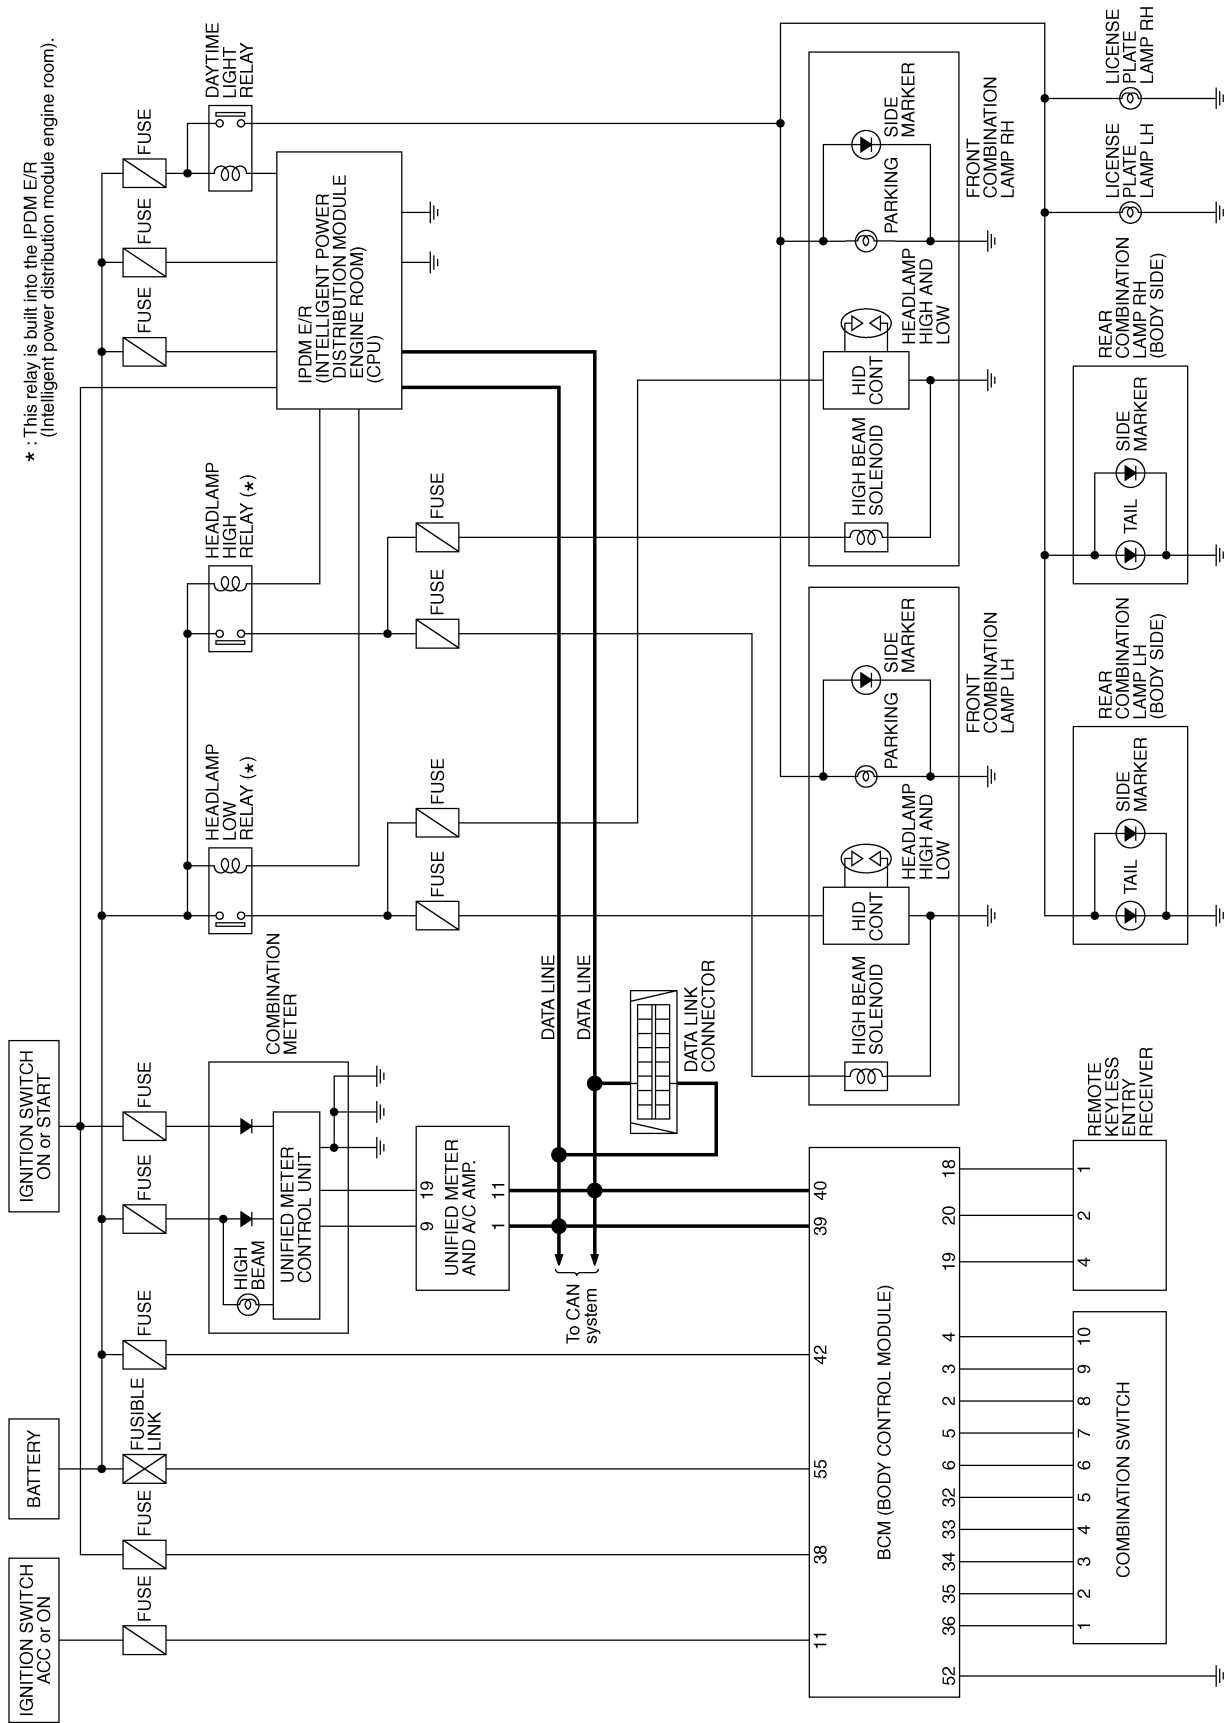 IGNITION SWITCH
ACC or ON
BATTERY
IGNITION SWITCH
ON or START
★ : This relay is built into the IPDM E/R
(Intelligent power distribution module engine room).
FUSE
FUSE
FUSIBLE
LINK
FUSE
FUSE
FUSE
FUSE
FUSE
FUSE
HEADLAMP
LOW
RELAY (★)
HEADLAMP
HIGH
RELAY (★)
DAYTIME
LIGHT
RELAY
COMBINATION
METER
HIGH
BEAM
UNIFIED METER
CONTROL UNIT
IPDM E/R
(INTELLIGENT POWER
DISTRIBUTION MODULE
ENGINE ROOM)
(CPU)
9
19
UNIFIED METER
AND A/C AMP.
1
11
FUSE
FUSE
FUSE
FUSE
DATA LINE
DATA LINE
To CAN
system
DATA LINK
CONNECTOR
11
38
55
42
39
40
BCM (BODY CONTROL MODULE)
52
36
35
34
33
32
6
5
2
3
4
19
20
18
HIGH BEAM
SOLENOID
HID
CONT
HEADLAMP
HIGH AND
LOW
PARKING
SIDE
MARKER
FRONT
COMBINATION
LAMP LH
HIGH BEAM
SOLENOID
HID
CONT
HEADLAMP
HIGH AND
LOW
PARKING
SIDE
MARKER
FRONT
COMBINATION
LAMP RH
1
2
3
4
5
6
7
8
9
10
COMBINATION SWITCH
4
2
1
REMOTE
KEYLESS
ENTRY
RECEIVER
TAIL
SIDE
MARKER
REAR
COMBINATION
LAMP LH
(BODY SIDE)
TAIL
SIDE
MARKER
REAR
COMBINATION
LAMP RH
(BODY SIDE)
LICENSE
PLATE
LAMP LH
LICENSE
PLATE
LAMP RH